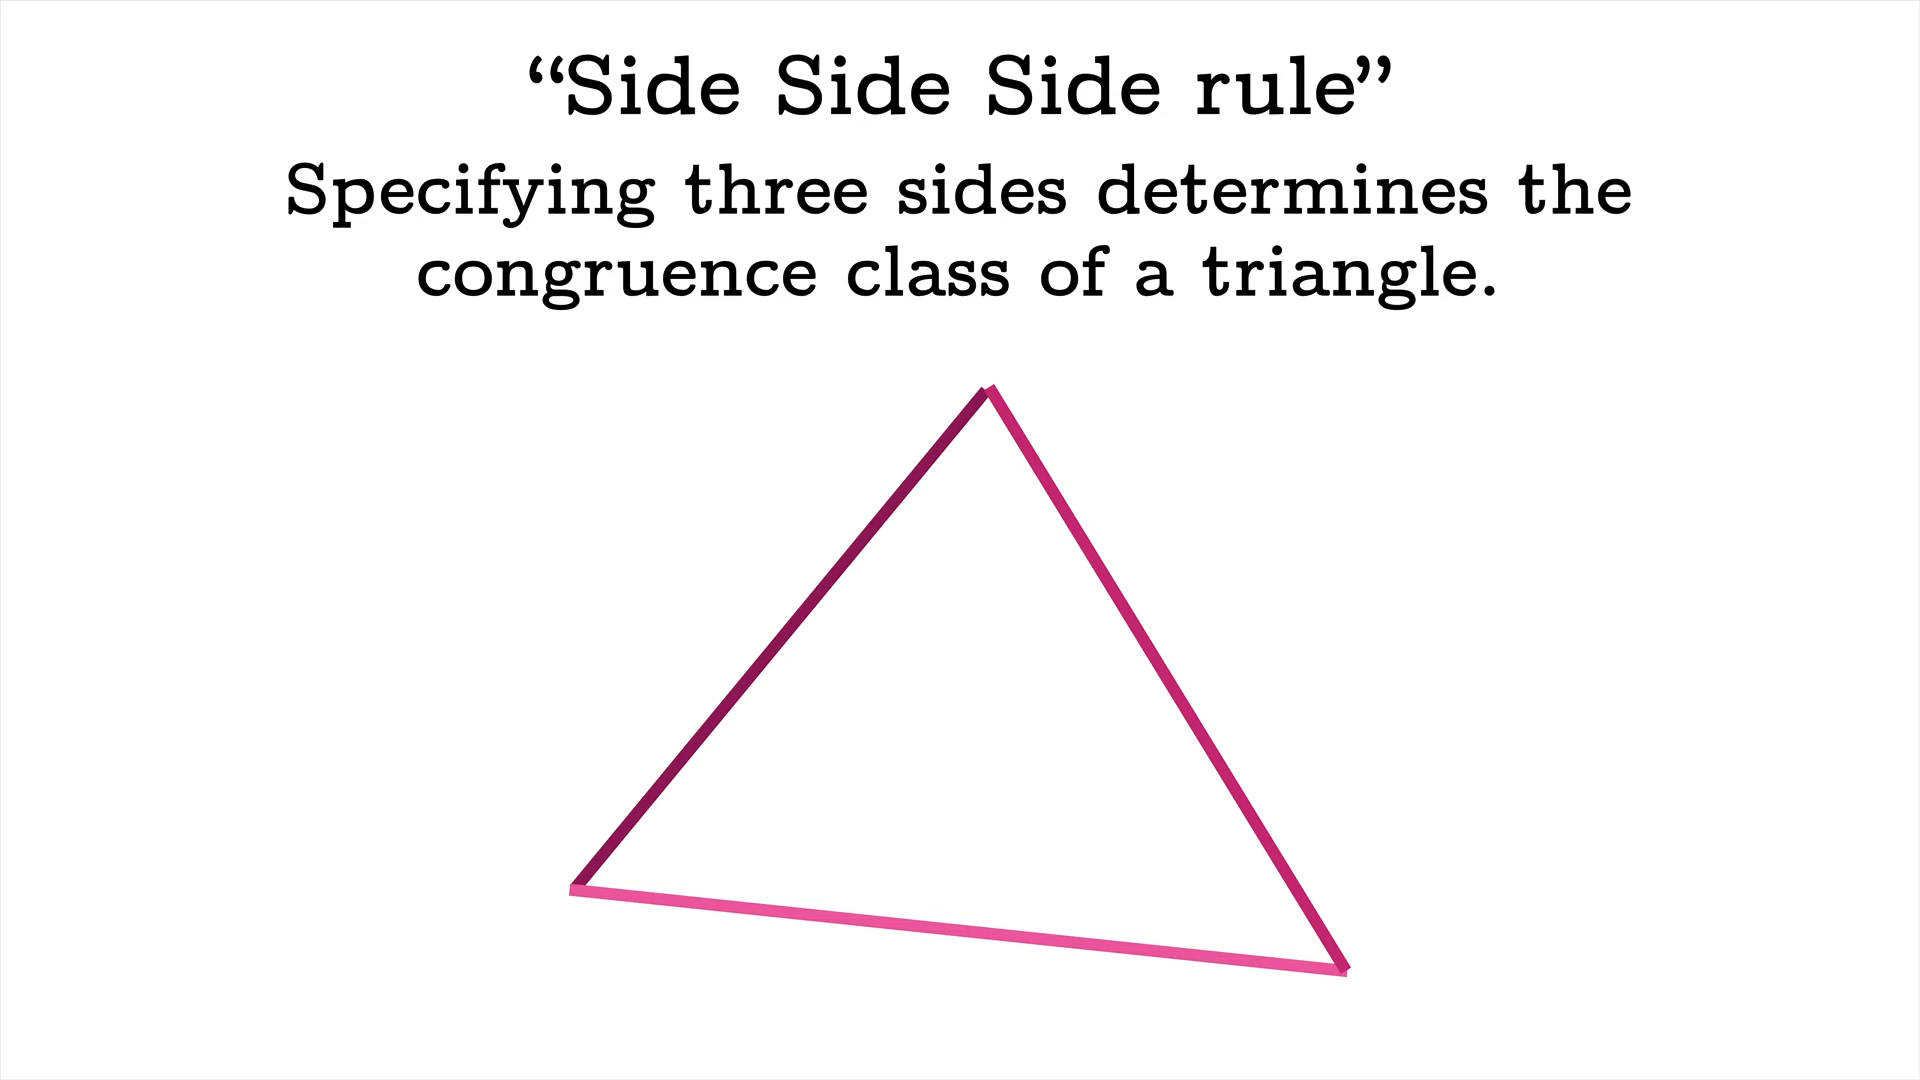 “Side Side Side rule”
Specifying three sides determines the
congruence class of a triangle.